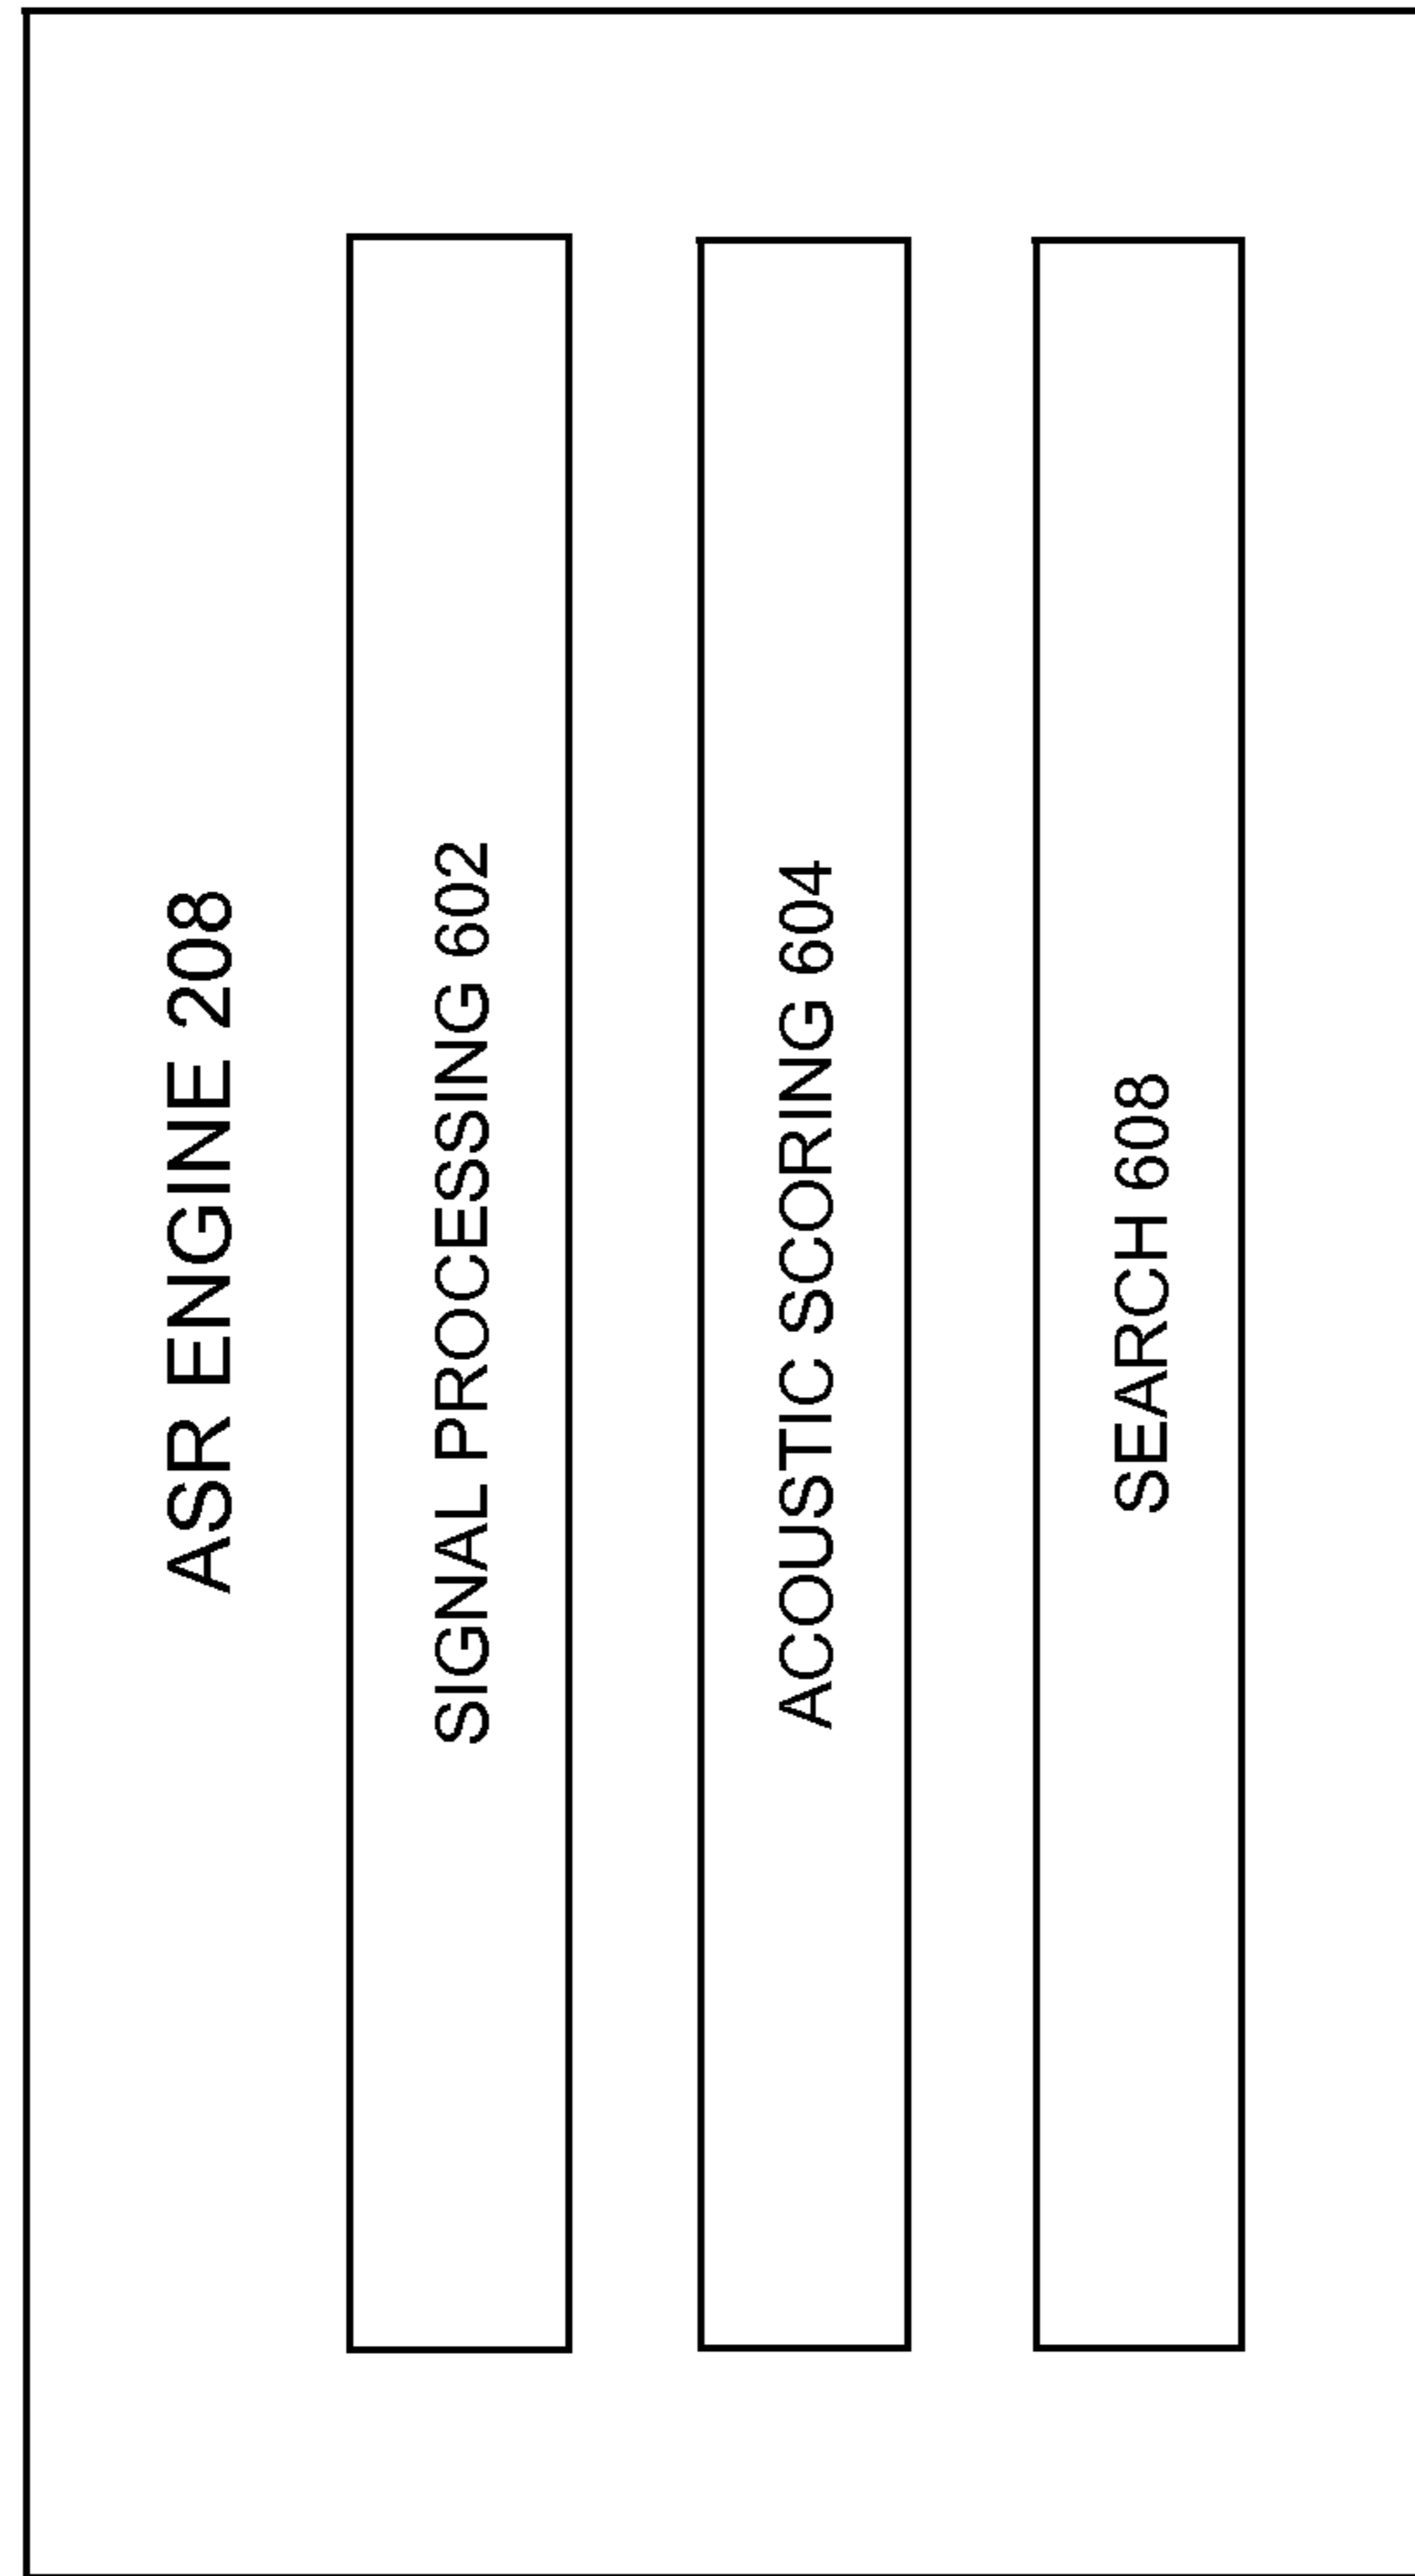 ASR ENGINE 208
SIGNAL PROCESSING 602
ACOUSTIC SCORING 604
SEARCH 608